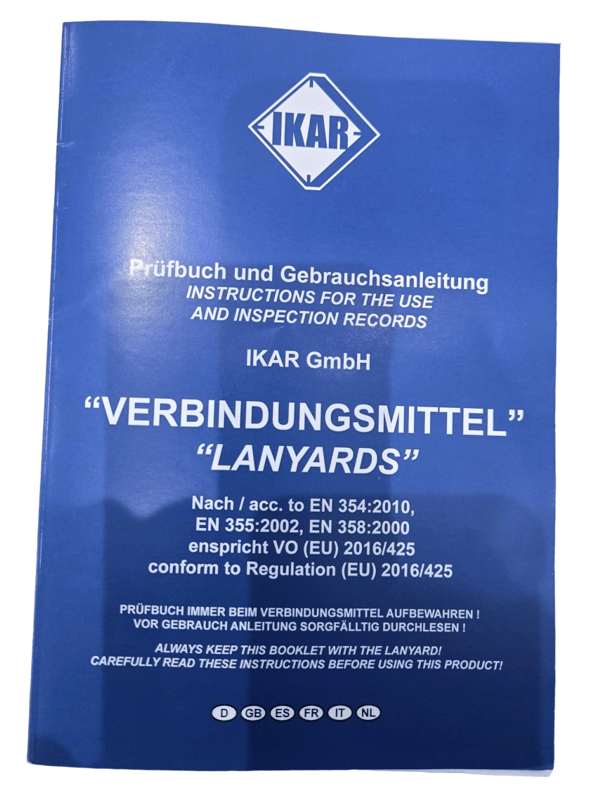 IKAR
Prüfbuch und Gebrauchsanleitung
INSTRUCTIONS FOR THE USE
AND INSPECTION RECORDS
IKAR GmbH
“VERBINDUNGSMITTEL”
“LANYARDS”
Nach / acc. to EN 354:2010,
EN 355:2002, EN 358:2000
enspricht VO (EU) 2016/425
conform to Regulation (EU) 2016/425
PRÜFBUCH IMMER BEIM VERBINDUNGSMITTEL AUFBEWAHREN !
VOR GEBRAUCH ANLEITUNG SORGFÄLLTIG DURCHLESEN !
ALWAYS KEEP THIS BOOKLET WITH THE LANYARD!
CAREFULLY READ THESE INSTRUCTIONS BEFORE USING THIS PRODUCT!
D GB ES FR IT NL